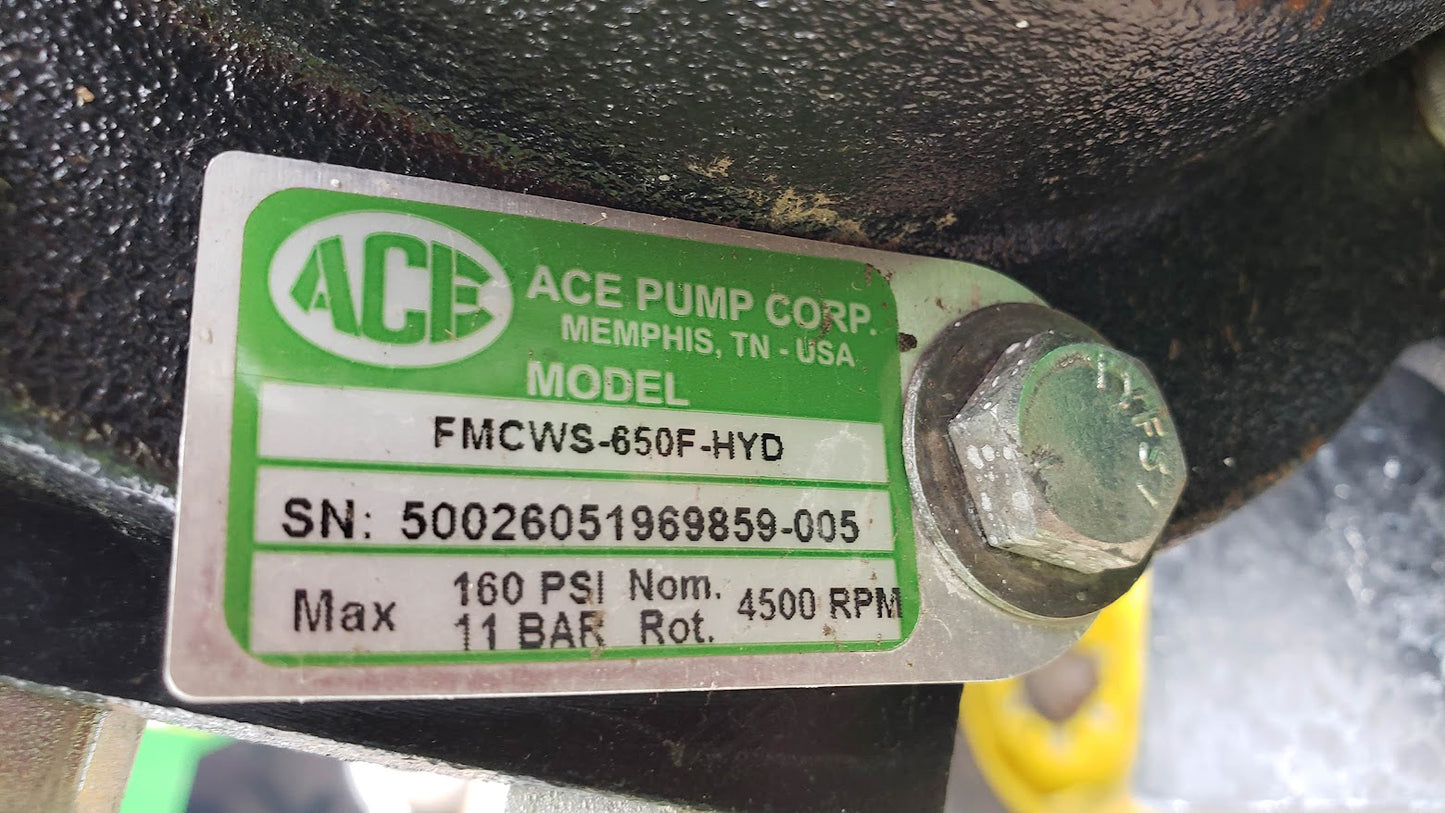 ACE
ACE PUMP CORP.
MEMPHIS, TN - USA
MODEL
FMCWS-650F-HYD
SN: 50026051969859-005
Max 160 PSI Nom. 4500 RPM
11 BAR Rot.